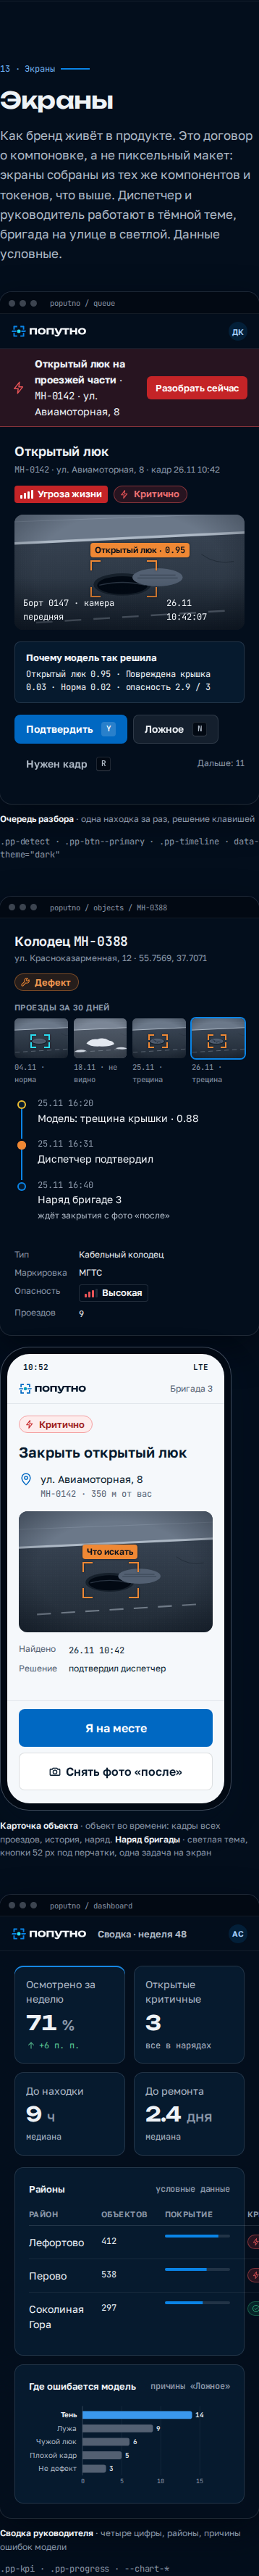 13 · Экраны
Экраны
Как бренд живёт в продукте. Это договор
о компоновке, а не пиксельный макет:
экраны собраны из тех же компонентов и
токенов, что выше. Диспетчер и
руководитель работают в тёмной теме,
бригада на улице в светлой. Данные
условные.
poputno / queue
попутно
ДК
Открытый люк на
проезжей части ·
МН-0142 · ул.
Авиамоторная, 8
Разобрать сейчас
Открытый люк
МН-0142 · ул. Авиамоторная, 8 · кадр 26.11 10:42
Угроза жизни
Критично
Открытый люк · 0.95
Борт 0147 · камера
передняя
26.11
10:42:07
Почему модель так решила
Открытый люк 0.95 · Повреждена крышка
0.03 · Норма 0.02 · опасность 2.9 / 3
Подтвердить Y
Ложное N
Нужен кадр R
Дальше: 11
Очередь разбора · одна находка за раз, решение клавишей
.pp-detect · .pp-btn--primary · .pp-timeline · data-
theme="dark"
poputno / objects / МН-0388
Колодец МН-0388
ул. Красноказарменная, 12 · 55.7569, 37.7071
Дефект
ПРОЕЗДЫ ЗА 30 ДНЕЙ
04.11 ·
норма
18.11 · не
видно
25.11 ·
трещина
26.11 ·
трещина
25.11 16:20
Модель: трещина крышки · 0.88
25.11 16:31
Диспетчер подтвердил
25.11 16:40
Наряд бригаде 3
ждёт закрытия с фото «после»
Тип Кабельный колодец
Маркировка МГТС
Опасность Высокая
Проездов 9
10:52
LTE
попутно
Бригада 3
Критично
Закрыть открытый люк
ул. Авиамоторная, 8
МН-0142 · 350 м от вас
Что искать
Найдено 26.11 10:42
Решение подтвердил диспетчер
Я на месте
Снять фото «после»
Карточка объекта · объект во времени: кадры всех
проездов, история, наряд. Наряд бригады · светлая тема,
кнопки 52 px под перчатки, одна задача на экран
poputno / dashboard
попутно
Сводка · неделя 48
АС
Осмотрено за
неделю
71 %
↑ +6 п. п.
Открытые
критичные
3
все в нарядах
До находки
9 ч
медиана
До ремонта
2.4 дня
медиана
Районы
условные данные
РАЙОН ОБЪЕКТОВ ПОКРЫТИЕ КР
Лефортово 412
Перово 538
Соколиная
Гора
297
Где ошибается модель
причины «Ложное»
Тень 14
Лужа 9
Чужой люк 6
Плохой кадр 5
Не дефект 3
0 5 10 15
Сводка руководителя · четыре цифры, районы, причины
ошибок модели
.pp-kpi · .pp-progress · --chart-*